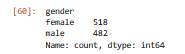 [60]: gender
female 518
male 482
Name: count, dtype: int64